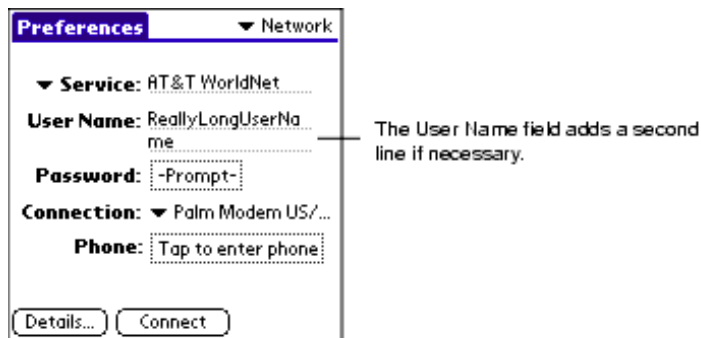 Preferences ▼ Network
▼ Service: AT&T WorldNet
User Name: ReallyLongUserNa
me
Password: -Prompt-
Connection: ▼ Palm Modem US/...
Phone: Tap to enter phone
Details... Connect
The User Name field adds a second
line if necessary.